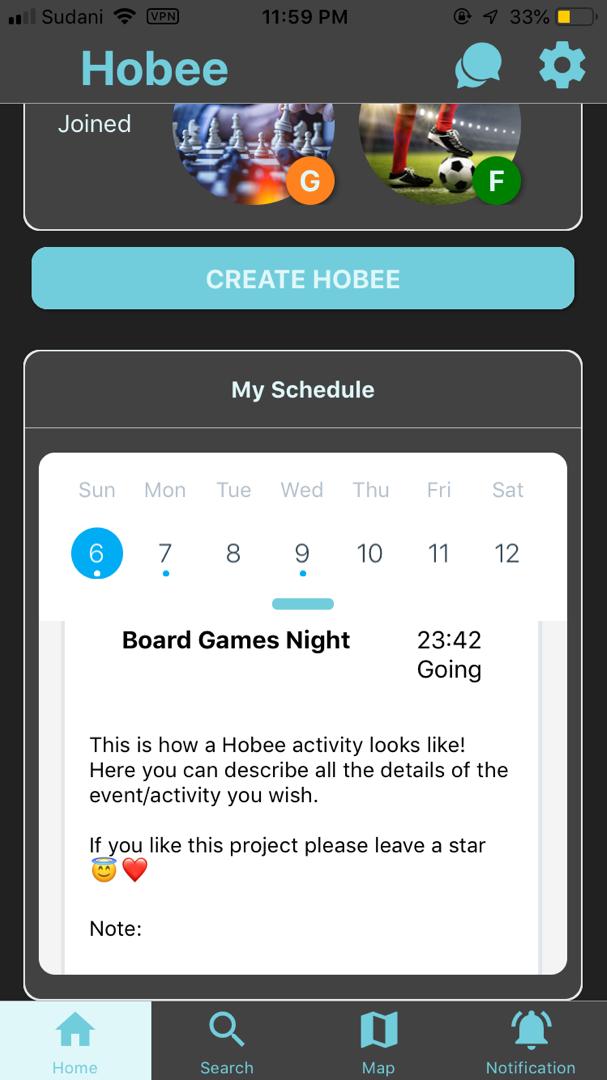 Sudani VPN 11:59 PM 33%
Hobee
Joined
G F
CREATE HOBEE
My Schedule
Sun Mon Tue Wed Thu Fri Sat
6 7 8 9 10 11 12
Board Games Night 23:42
Going
This is how a Hobee activity looks like!
Here you can describe all the details of the
event/activity you wish.
If you like this project please leave a star
😇❤️
Note:
Home Search Map Notification